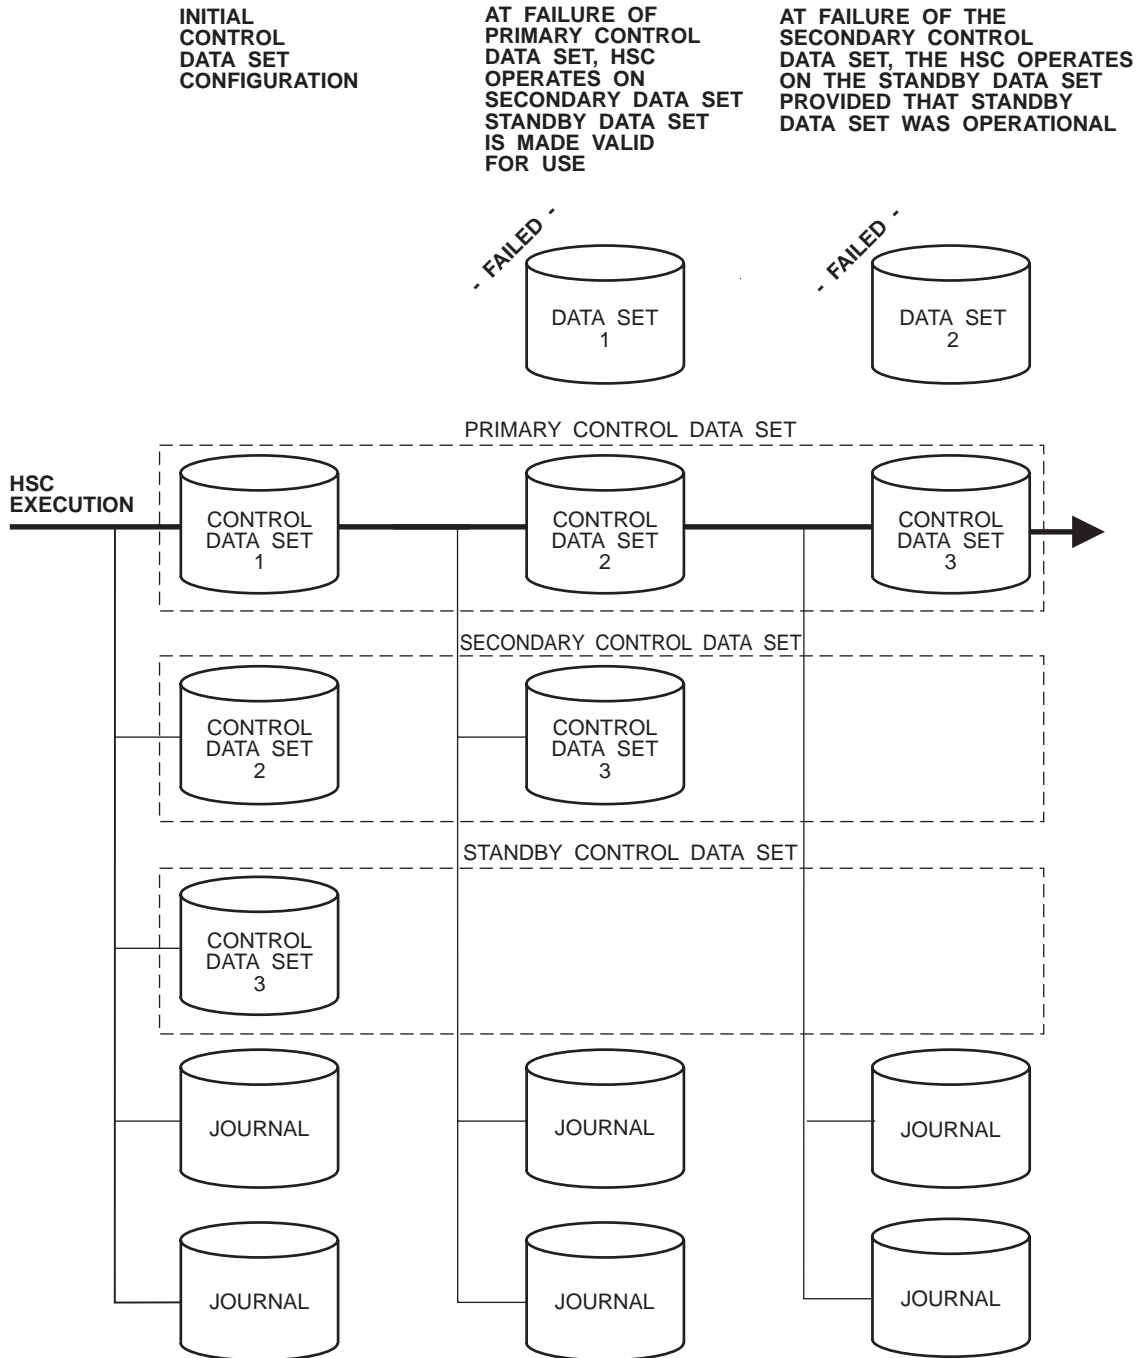 INITIAL
CONTROL
DATA SET
CONFIGURATION
AT FAILURE OF
PRIMARY CONTROL
DATA SET, HSC
OPERATES ON
SECONDARY DATA SET
STANDBY DATA SET
IS MADE VALID
FOR USE
AT FAILURE OF THE
SECONDARY CONTROL
DATA SET, THE HSC OPERATES
ON THE STANDBY DATA SET
PROVIDED THAT STANDBY
DATA SET WAS OPERATIONAL
- FAILED -
DATA SET
1
- FAILED -
DATA SET
2
PRIMARY CONTROL DATA SET
HSC
EXECUTION
CONTROL
DATA SET
1
CONTROL
DATA SET
2
CONTROL
DATA SET
3
SECONDARY CONTROL DATA SET
CONTROL
DATA SET
2
CONTROL
DATA SET
3
STANDBY CONTROL DATA SET
CONTROL
DATA SET
3
JOURNAL
JOURNAL
JOURNAL
JOURNAL
JOURNAL
JOURNAL